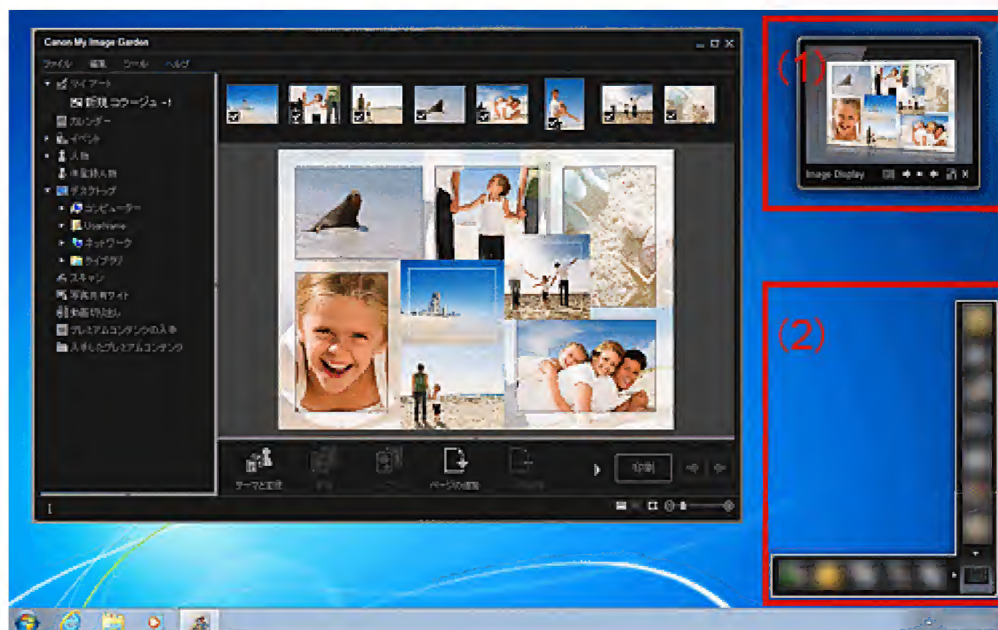 Canon My Image Garden
ファイル 編集 ツール ヘルプ
マイ アート
新規 コラージュ -1
カレンダー
イベント
人物
未登録人物
デスクトップ
コンピューター
UserName
ネットワーク
ライブラリ
スキャン
写真共有サイト
動画切り出し
プレミアムコンテンツの入手
入手したプレミアムコンテンツ
テーマと主役
ページの追加
印刷
(1)
Image Display
(2)